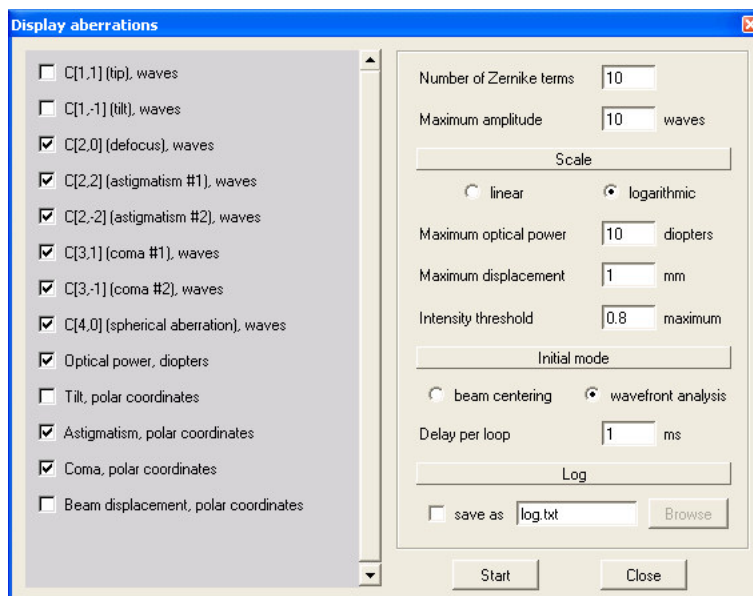 Display aberrations
C[1,1] (tip), waves
C[1,-1] (tilt), waves
C[2,0] (defocus), waves
C[2,2] (astigmatism #1), waves
C[2,-2] (astigmatism #2), waves
C[3,1] (coma #1), waves
C[3,-1] (coma #2), waves
C[4,0] (spherical aberration), waves
Optical power, diopters
Tilt, polar coordinates
Astigmatism, polar coordinates
Coma, polar coordinates
Beam displacement, polar coordinates
Number of Zernike terms 10
Maximum amplitude 10 waves
Scale
linear logarithmic
Maximum optical power 10 diopters
Maximum displacement 1 mm
Intensity threshold 0.8 maximum
Initial mode
beam centering wavefront analysis
Delay per loop 1 ms
Log
save as log.txt Browse
Start Close